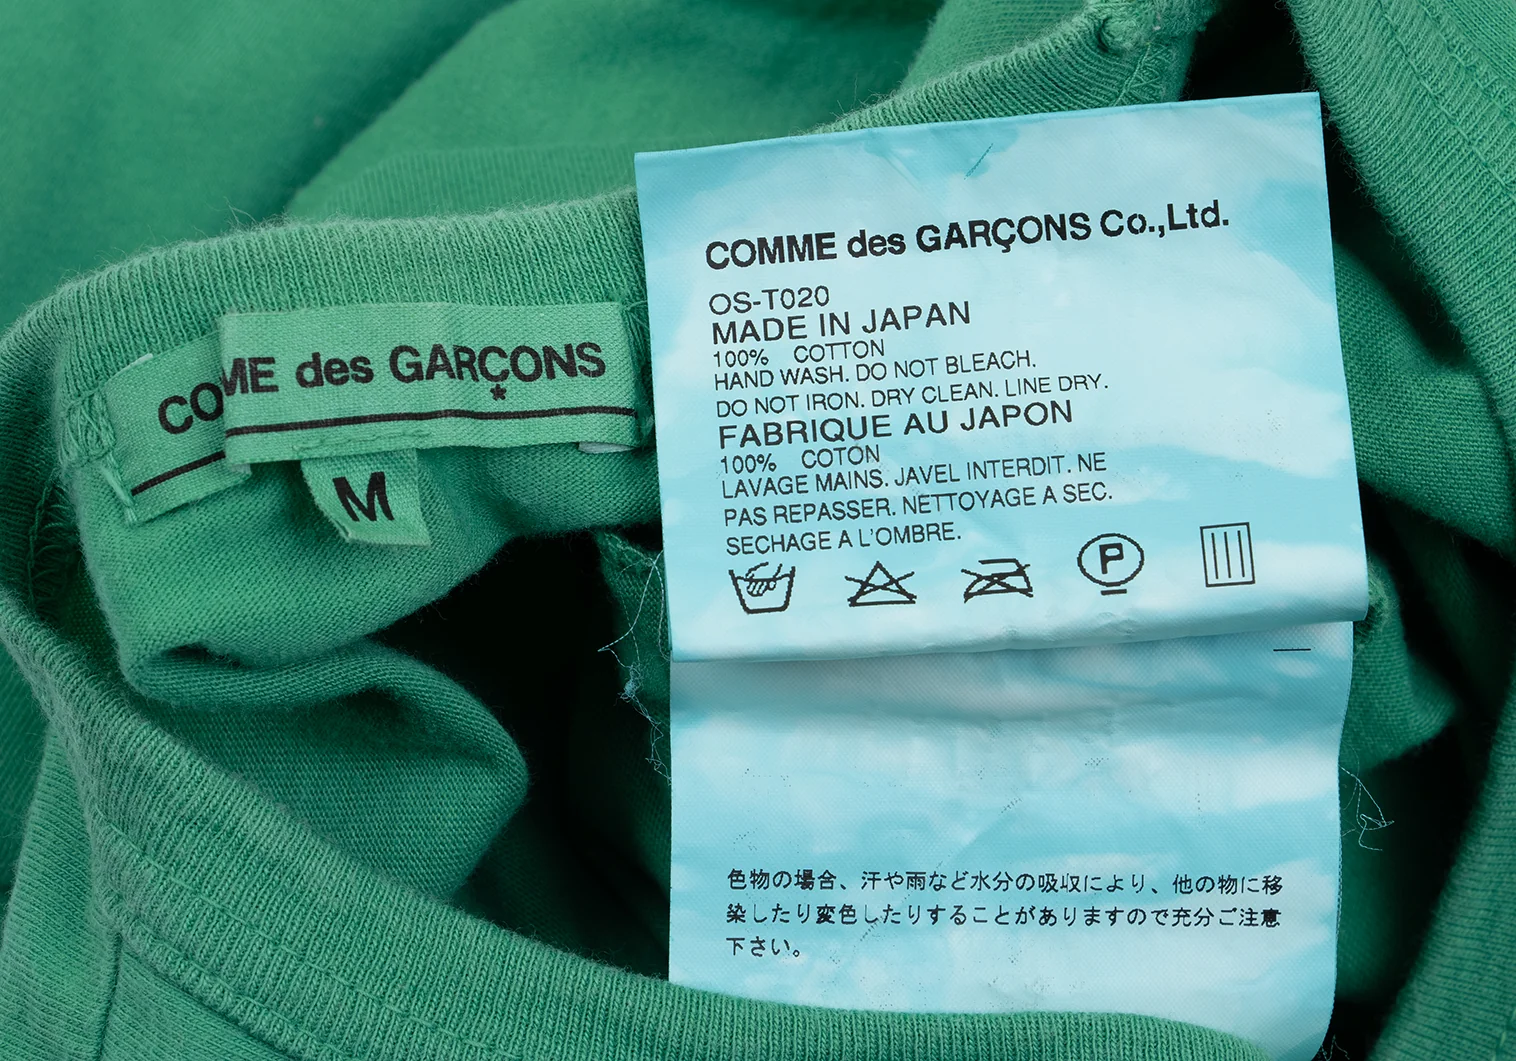 COMME des GARÇONS
*
M
COMME des GARÇONS Co.,Ltd.
OS-T020
MADE IN JAPAN
100% COTTON
HAND WASH. DO NOT BLEACH.
DO NOT IRON. DRY CLEAN. LINE DRY.
FABRIQUE AU JAPON
100% COTON
LAVAGE MAINS. JAVEL INTERDIT. NE
PAS REPASSER. NETTOYAGE A SEC.
SECHAGE A L'OMBRE.
P
色物の場合、汗や雨など水分の吸収により、他の物に移
染したり変色したりすることがありますので充分ご注意
下さい。